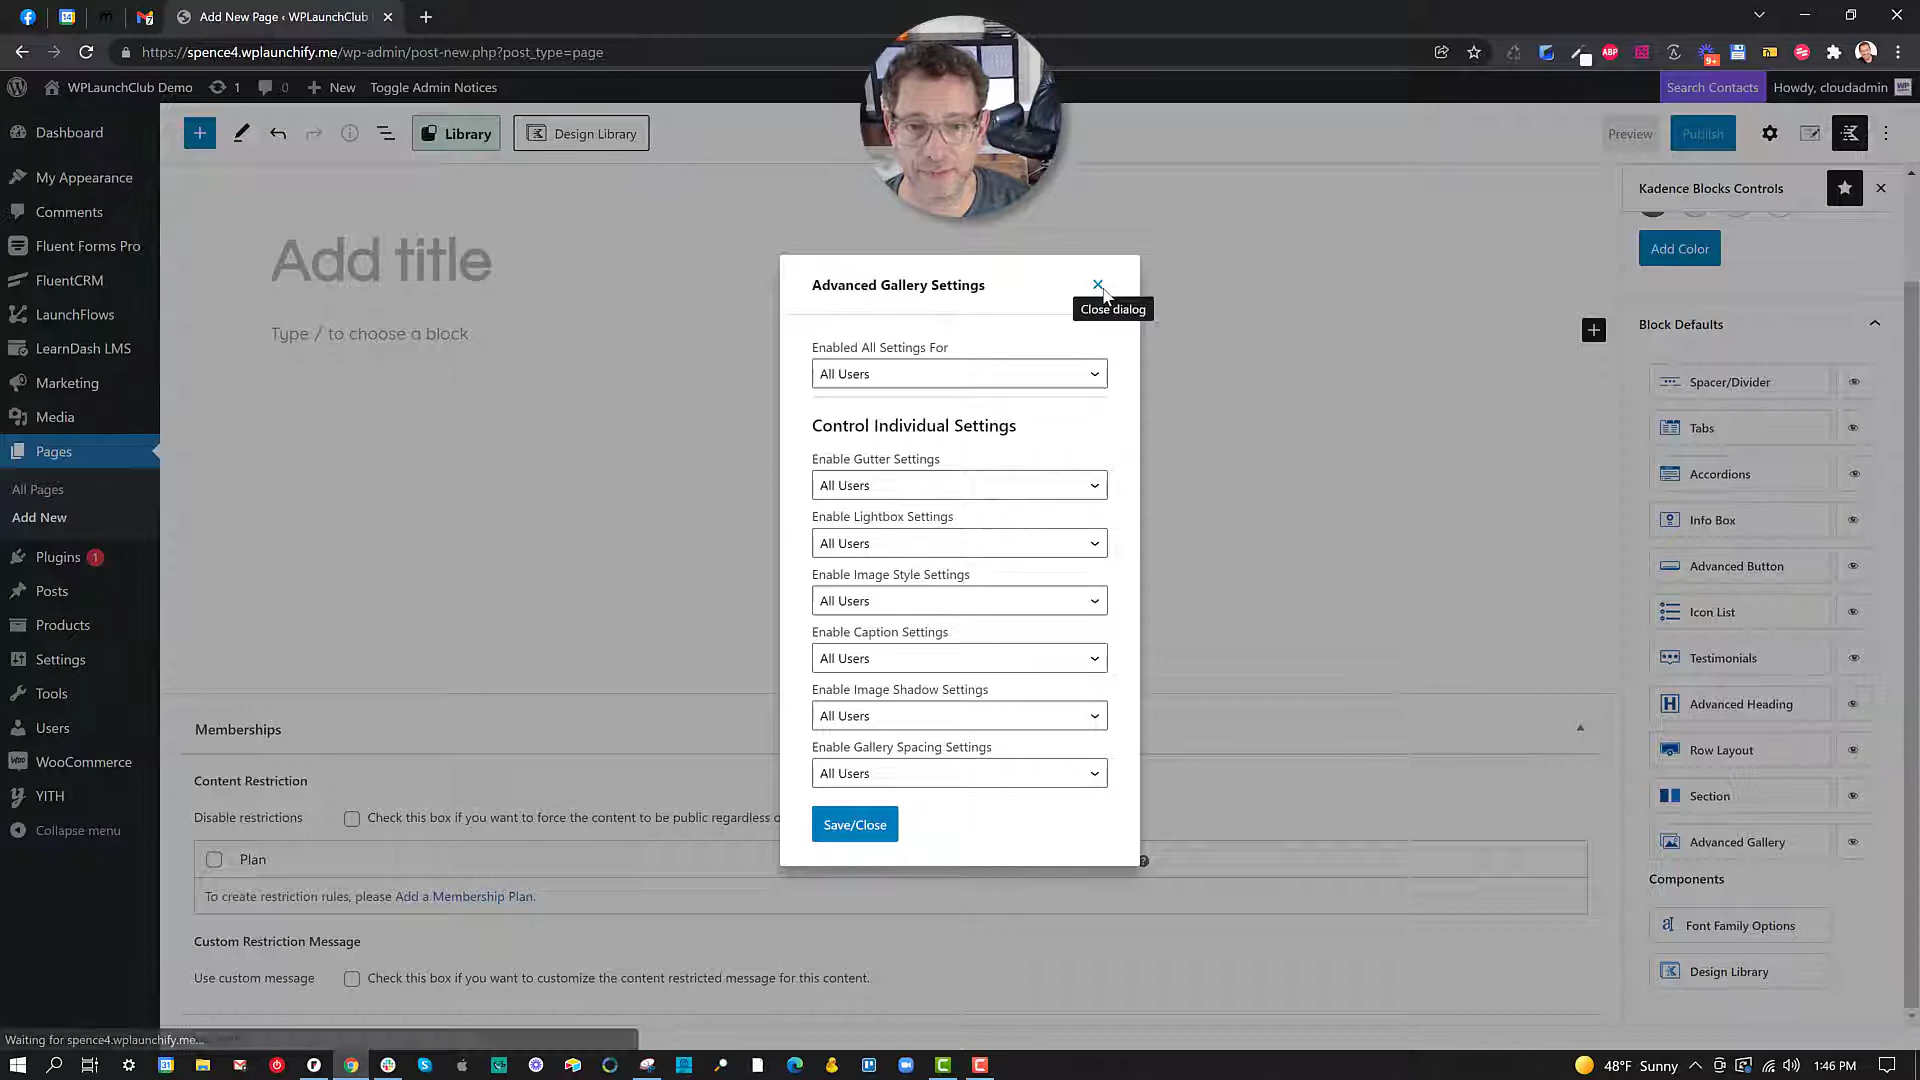 Add New Page ‹ WPLaunchClub
https://spence4.wplaunchify.me/wp-admin/post-new.php?post_type=page
WPLaunchClub Demo
1
0
New
Toggle Admin Notices
Search Contacts
Howdy, cloudadmin
Dashboard
My Appearance
Comments
Fluent Forms Pro
FluentCRM
LaunchFlows
LearnDash LMS
Marketing
Media
Pages
All Pages
Add New
Plugins 1
Posts
Products
Settings
Tools
Users
WooCommerce
YITH
Collapse menu
Library
Design Library
Preview
Publish
Add title
Type / to choose a block
Advanced Gallery Settings
Close dialog
Enabled All Settings For
All Users
Control Individual Settings
Enable Gutter Settings
All Users
Enable Lightbox Settings
All Users
Enable Image Style Settings
All Users
Enable Caption Settings
All Users
Enable Image Shadow Settings
All Users
Enable Gallery Spacing Settings
All Users
Save/Close
Memberships
Content Restriction
Disable restrictions
Check this box if you want to force the content to be public regardless o
Plan
To create restriction rules, please Add a Membership Plan.
Custom Restriction Message
Use custom message
Check this box if you want to customize the content restricted message for this content.
Kadence Blocks Controls
Add Color
Block Defaults
Spacer/Divider
Tabs
Accordions
Info Box
Advanced Button
Icon List
Testimonials
Advanced Heading
Row Layout
Section
Advanced Gallery
Components
Font Family Options
Design Library
Waiting for spence4.wplaunchify.me...
48°F Sunny
1:46 PM